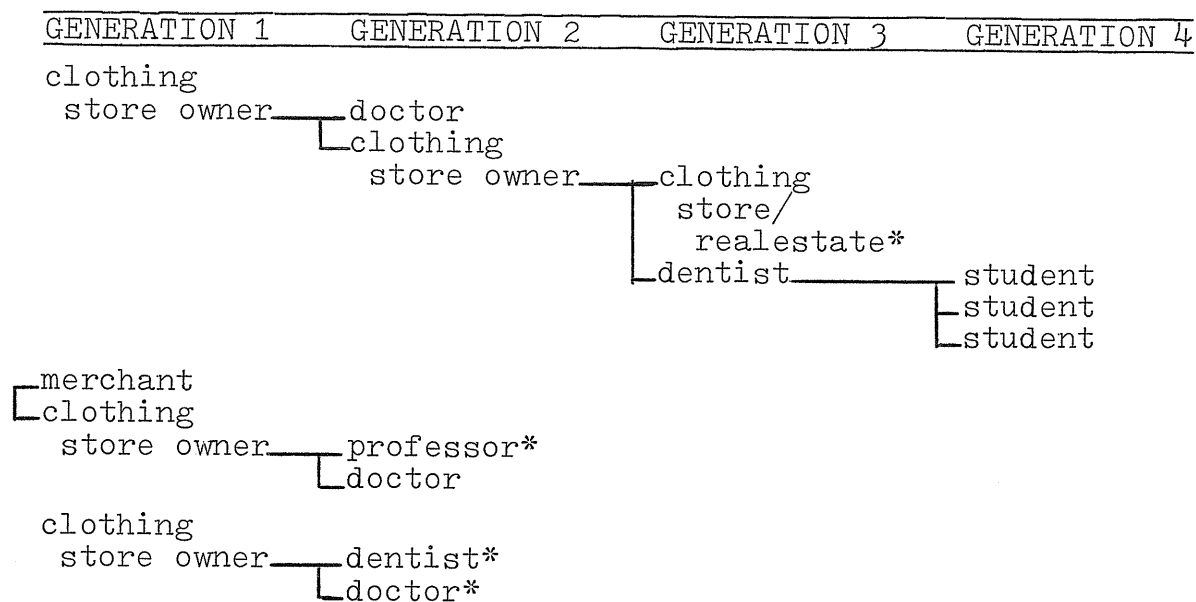 GENERATION 1 GENERATION 2 GENERATION 3 GENERATION 4
clothing
store owner doctor
clothing
store owner clothing
store/
realestate*
dentist student
student
student
merchant
clothing
store owner professor*
doctor
clothing
store owner dentist*
doctor*